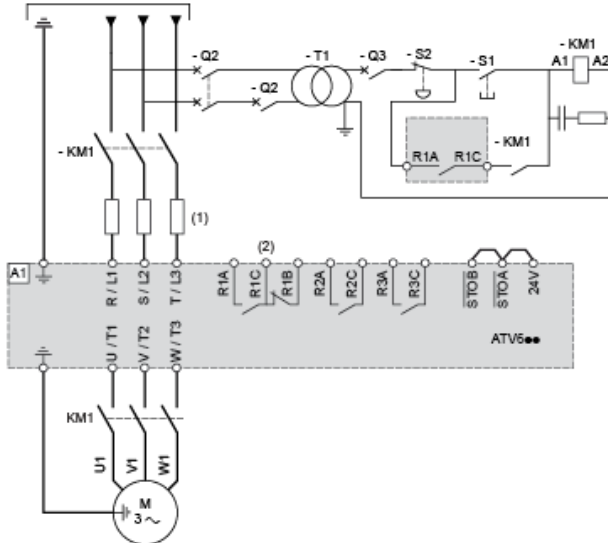 - Q2
- T1
- Q3
- S2
- S1
- KM1
A1
A2
- Q2
- KM1
R1A
R1C
- KM1
(1)
(2)
A1
R / L1
S / L2
T / L3
R1A
R1C
R1B
R2A
R2C
R3A
R3C
STOB
STOA
24V
U / T1
V / T2
W / T3
ATV6●●
KM1
U1
V1
W1
M
3 ~